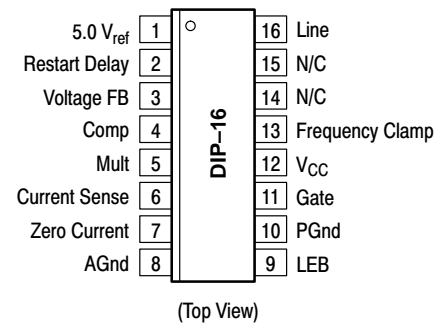 5.0 Vref 1 16 Line
Restart Delay 2 15 N/C
Voltage FB 3 14 N/C
Comp 4 13 Frequency Clamp
Mult 5 12 VCC
Current Sense 6 11 Gate
Zero Current 7 10 PGnd
AGnd 8 9 LEB
DIP–16
(Top View)